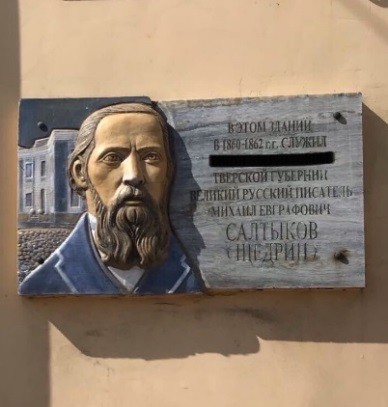 В ЭТОМ ЗДАНИИ
В 1860-1862 г.г. СЛУЖИЛ
ТВЕРСКОЙ ГУБЕРНИИ
ВЕЛИКИЙ РУССКИЙ ПИСАТЕЛЬ
МИХАИЛ ЕВГРАФОВИЧ
САЛТЫКОВ
(ЩЕДРИН)